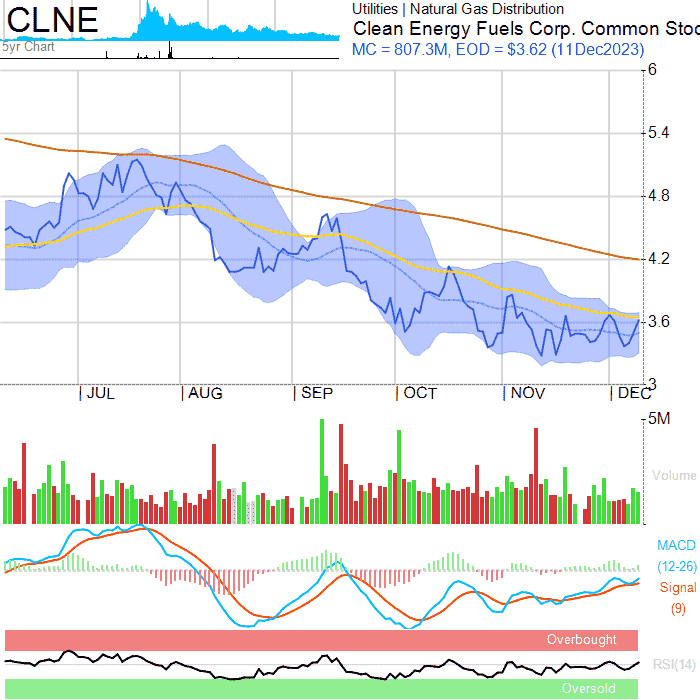 CLNE
5yr Chart
Utilities | Natural Gas Distribution
Clean Energy Fuels Corp. Common Stoc
MC = 807.3M, EOD = $3.62 (11Dec2023)
6
5.4
4.8
4.2
3.6
3
JUL
AUG
SEP
OCT
NOV
DEC
5M
Volume
MACD
(12-26)
Signal
(9)
Overbought
RSI(14)
Oversold